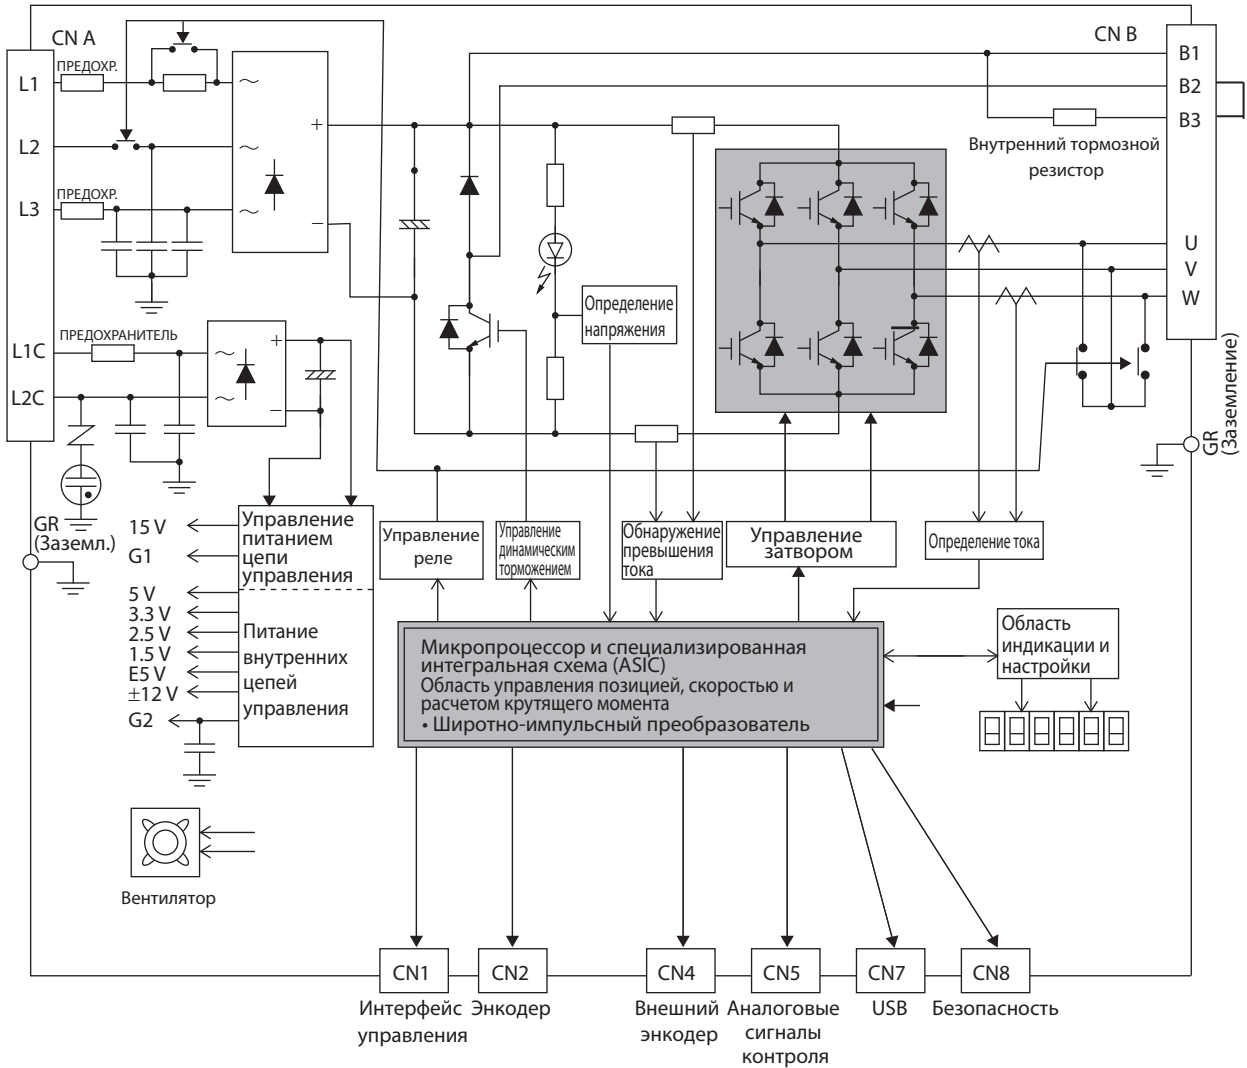 CN A
CN B
ПРЕДОХР.
L1
L2
ПРЕДОХР.
L3
+
−
B1
B2
B3
Внутренний тормозной
резистор
U
V
W
Определение
напряжения
ПРЕДОХРАНИТЕЛЬ
L1C
L2C
+
−
GR
(Заземление)
GR
(Заземл.)
15 V
G1
5 V
3.3 V
2.5 V
1.5 V
E5 V
±12 V
G2
Управление
питанием
цепи
управления
Питание
внутренних
цепей
управления
Управление
реле
Управление
динамическим
торможением
Обнаружение
превышения
тока
Управление
затвором
Определение тока
Микропроцессор и специализированная
интегральная схема (ASIC)
Область управления позицией, скоростью и
расчетом крутящего момента
• Широтно-импульсный преобразователь
Область
индикации и
настройки
Вентилятор
CN1
CN2
CN4
CN5
CN7
CN8
Интерфейс
управления
Энкодер
Внешний
энкодер
Аналоговые
сигналы
контроля
USB
Безопасность